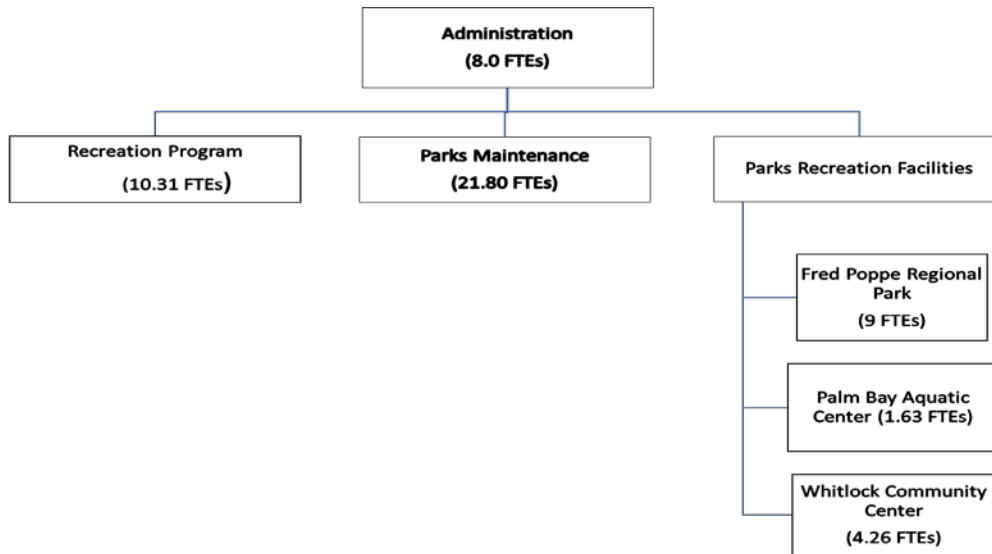 Administration
(8.0 FTEs)
Recreation Program
(10.31 FTEs)
Parks Maintenance
(21.80 FTEs)
Parks Recreation Facilities
Fred Poppe Regional
Park
(9 FTEs)
Palm Bay Aquatic
Center (1.63 FTEs)
Whitlock Community
Center
(4.26 FTEs)